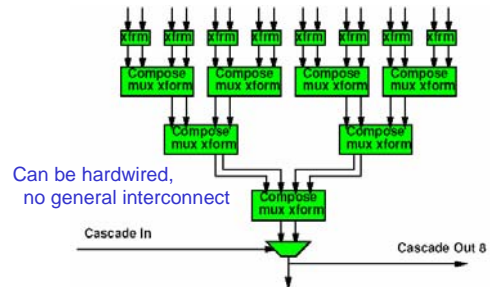 xfrm xfrm xfrm xfrm xfrm xfrm xfrm xfrm
Compose Compose Compose Compose
mux xform mux xform mux xform mux xform
Compose Compose
mux xform mux xform
Can be hardwired,
no general interconnect
Compose
mux xform
Cascade In
Cascade Out 8